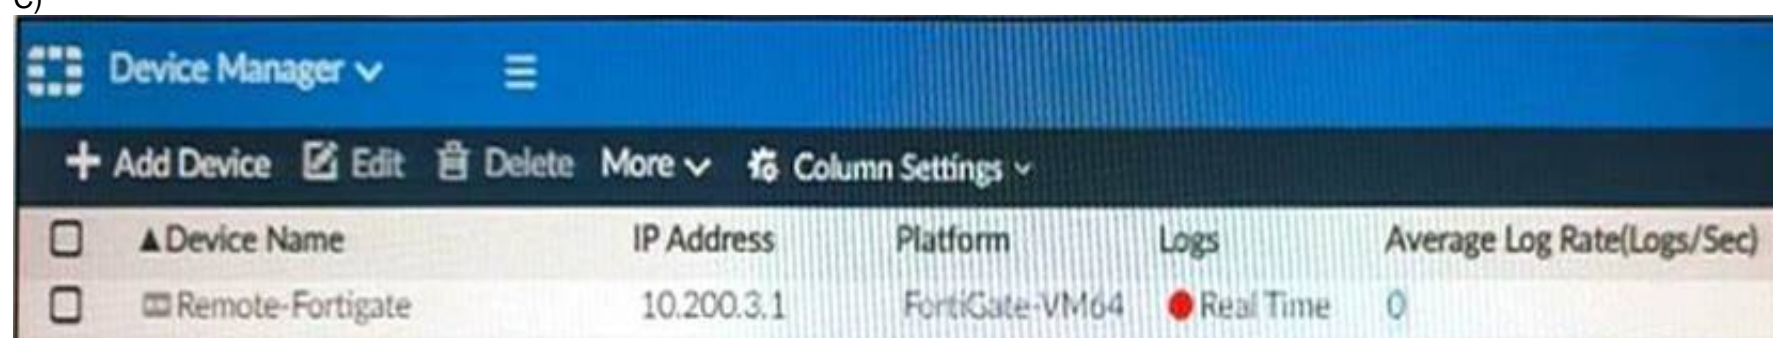 C)
Device Manager
Add Device Edit Delete More Column Settings
Device Name IP Address Platform Logs Average Log Rate(Logs/Sec)
Remote-Fortigate 10.200.3.1 FortiGate-VM64 Real Time 0